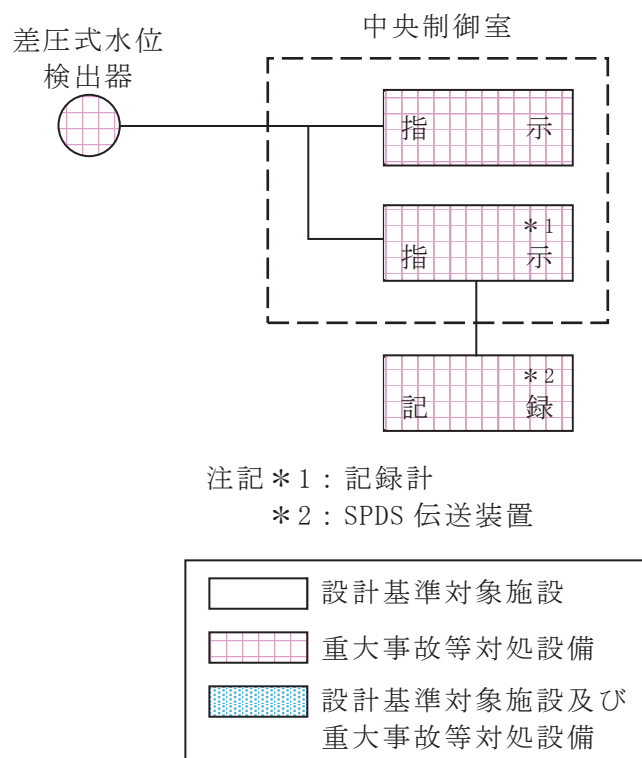 中央制御室
差圧式水位
検出器
指 示
＊1
指 示
＊2
記 録
注記＊1：記録計
＊2：SPDS 伝送装置
設計基準対象施設
重大事故等対処設備
設計基準対象施設及び
重大事故等対処設備